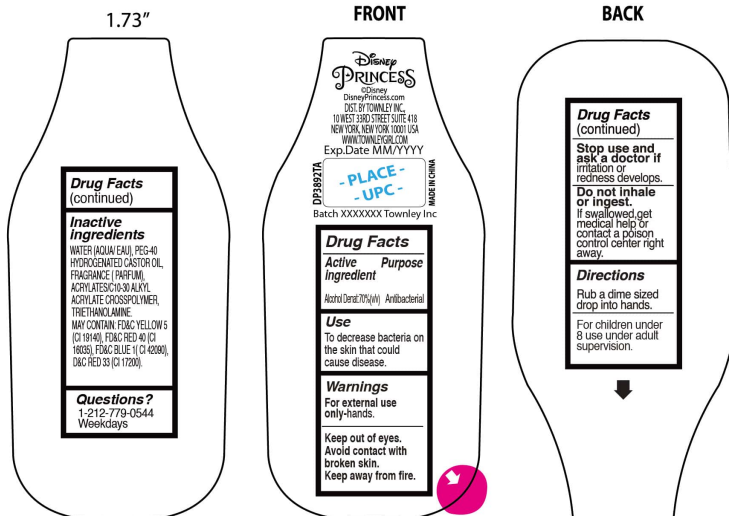 1.73”
Drug Facts
(continued)
Inactive
ingredients
WATER (AQUA/ EAU), PEG-40
HYDROGENATED CASTOR OIL,
FRAGRANCE ( PARFUM),
ACRYLATES/C10-30 ALKYL
ACRYLATE CROSSPOLYMER,
TRIETHANOLAMINE.
MAY CONTAIN: FD&C YELLOW 5
(CI 19140), FD&C RED 40 (CI
16035), FD&C BLUE 1( CI 42090),
D&C RED 33 (CI 17200).
Questions?
1-212-779-0544
Weekdays
FRONT
Disney
PRINCESS
©Disney
DisneyPrincess.com
DIST. BY TOWNLEY INC.,
10 WEST 33RD STREET SUITE 418
NEW YORK, NEW YORK 10001 USA
WWW.TOWNLEYGIRL.COM
Exp.Date MM/YYYY
DP3892TA
- PLACE -
- UPC -
MADE IN CHINA
Batch XXXXXXX Townley Inc
Drug Facts
Active Purpose
ingredient
Alcohol Denat.70%(v/v) Antibacterial
Use
To decrease bacteria on
the skin that could
cause disease.
Warnings
For external use
only-hands.
Keep out of eyes.
Avoid contact with
broken skin.
Keep away from fire.
BACK
Drug Facts
(continued)
Stop use and
ask a doctor if
irritation or
redness develops.
Do not inhale
or ingest.
If swallowed,get
medical help or
contact a poison
control center right
away.
Directions
Rub a dime sized
drop into hands.
For children under
8 use under adult
supervision.